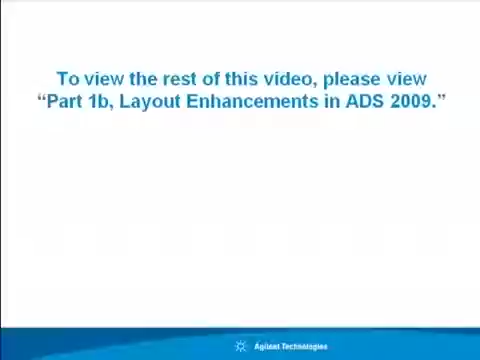 To view the rest of this video, please view
“Part 1b, Layout Enhancements in ADS 2009.”
Agilent Technologies